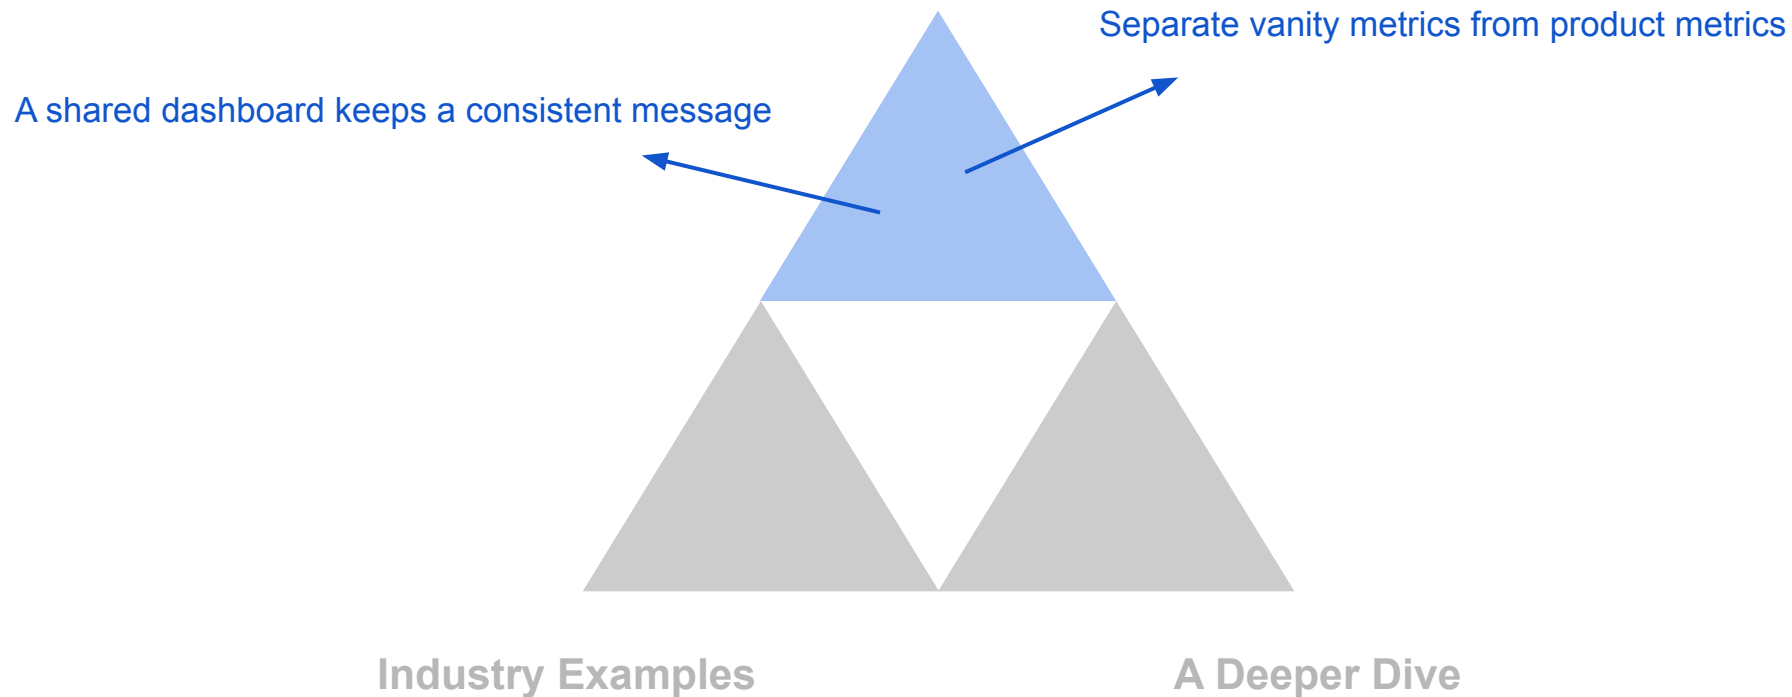 Separate vanity metrics from product metrics
A shared dashboard keeps a consistent message
Industry Examples
A Deeper Dive